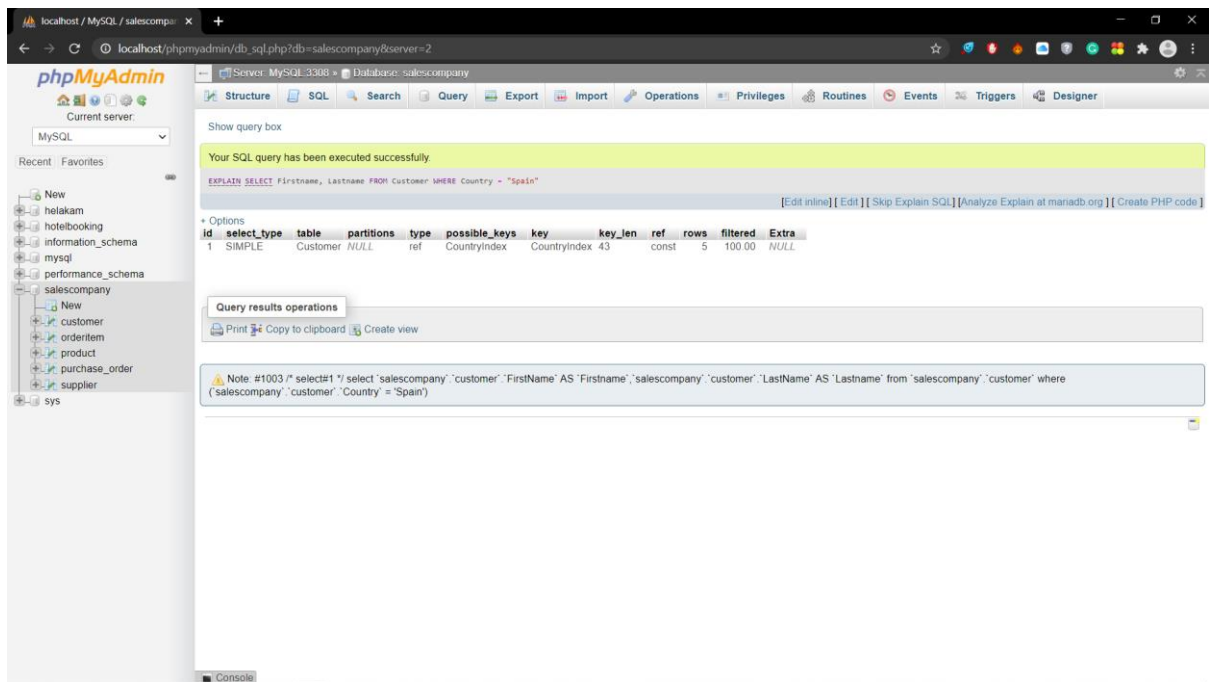 localhost / MySQL / salescompar
localhost/phpmyadmin/db_sql.php?db=salescompany&server=2
phpMyAdmin
Current server:
MySQL
Recent Favorites
New
helakam
hotelbooking
information_schema
mysql
performance_schema
salescompany
New
customer
orderitem
product
purchase_order
supplier
sys
Server: MySQL:3308 » Database: salescompany
Structure SQL Search Query Export Import Operations Privileges Routines Events Triggers Designer
Show query box
Your SQL query has been executed successfully.
EXPLAIN SELECT Firstname, Lastname FROM Customer WHERE Country = "Spain"
[Edit inline] [ Edit ] [ Skip Explain SQL] [Analyze Explain at mariadb.org ] [ Create PHP code ]
+ Options
id select_type table partitions type possible_keys key key_len ref rows filtered Extra
1 SIMPLE Customer NULL ref CountryIndex CountryIndex 43 const 5 100.00 NULL
Query results operations
Print Copy to clipboard Create view
Note: #1003 /* select#1 */ select `salescompany`.`customer`.`FirstName` AS `Firstname`,`salescompany`.`customer`.`LastName` AS `Lastname` from `salescompany`.`customer` where
(`salescompany`.`customer`.`Country` = 'Spain')
Console